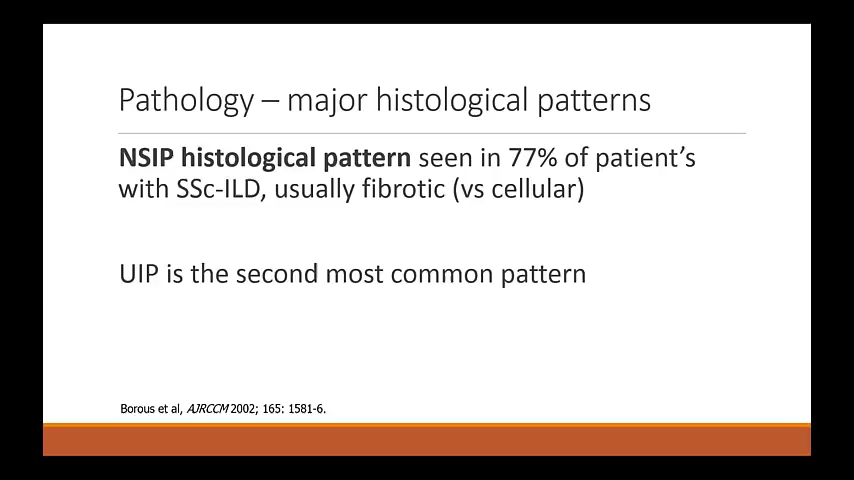 Pathology – major histological patterns
NSIP histological pattern seen in 77% of patient’s
with SSc-ILD, usually fibrotic (vs cellular)
UIP is the second most common pattern
Borous et al, AJRCCM 2002; 165: 1581-6.